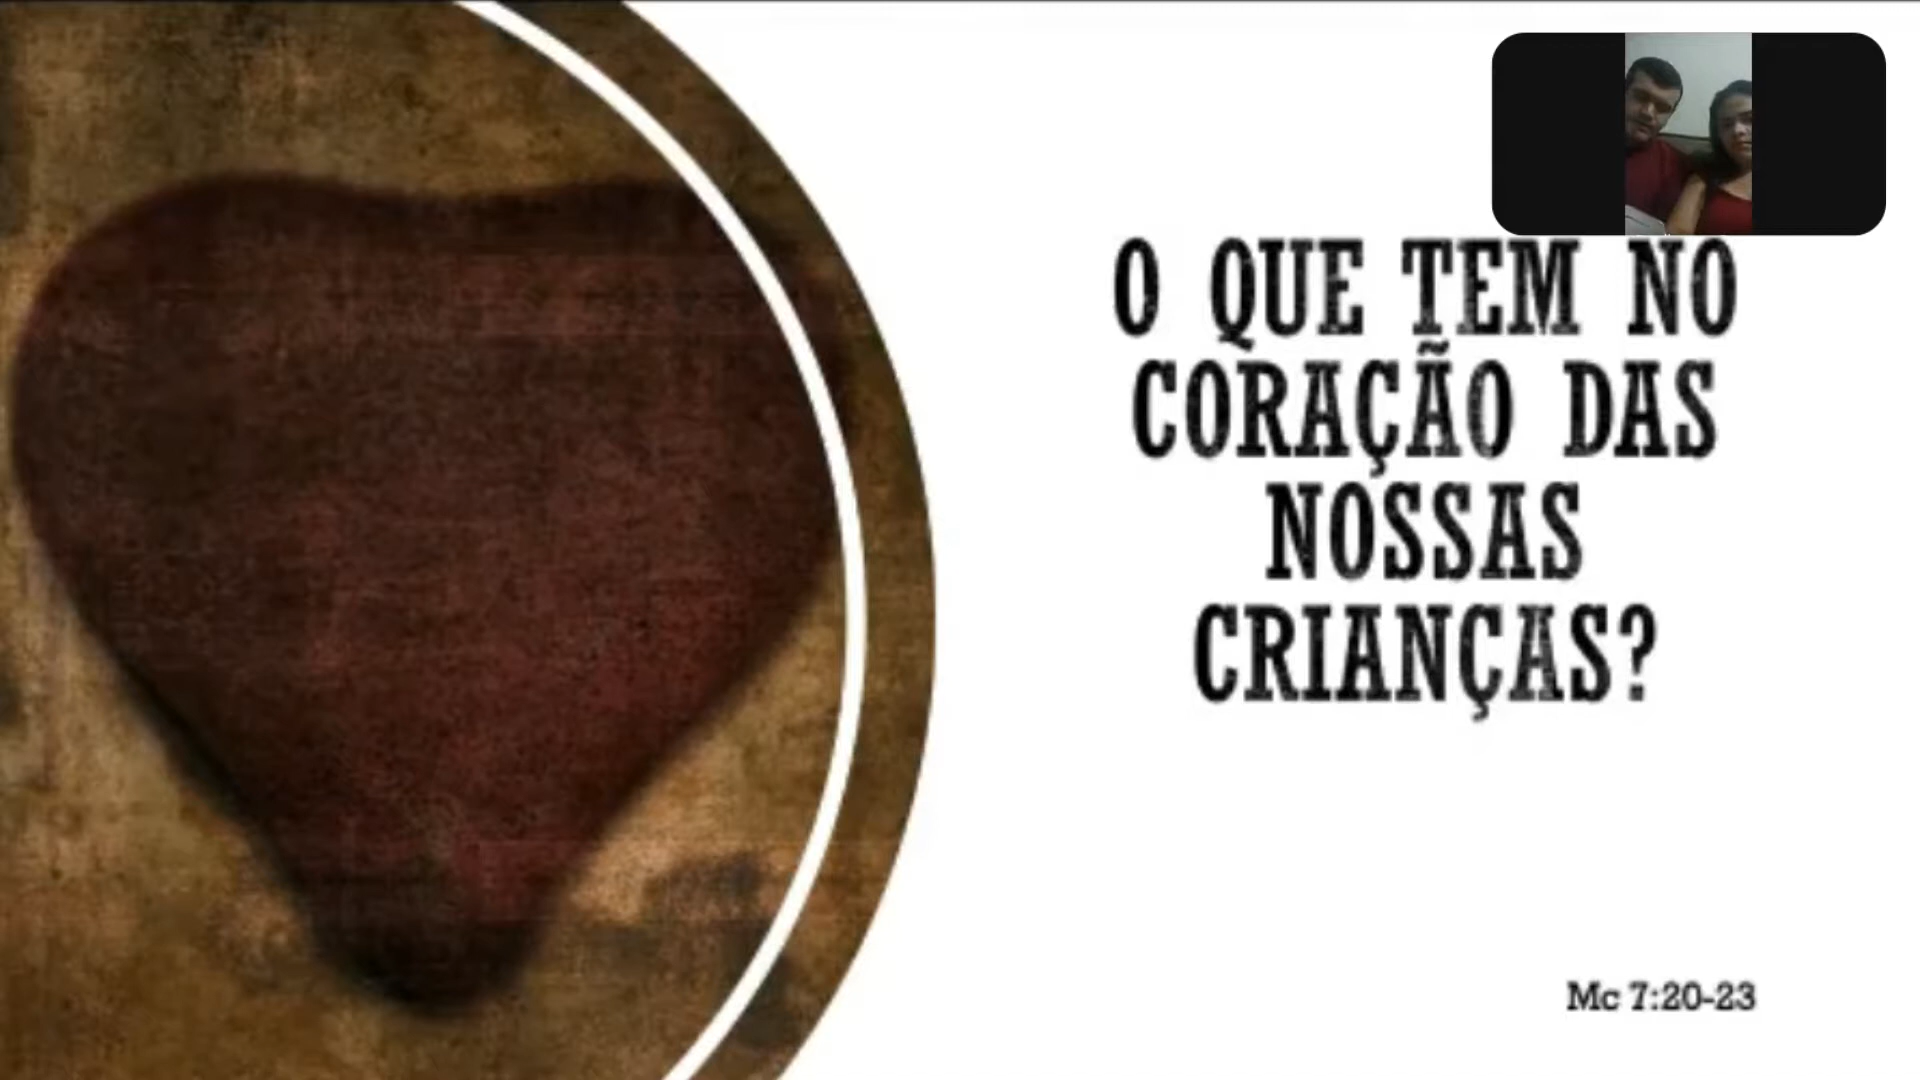 O QUE TEM NO
CORAÇÃO DAS
NOSSAS
CRIANÇAS?
Mc 7:20-23